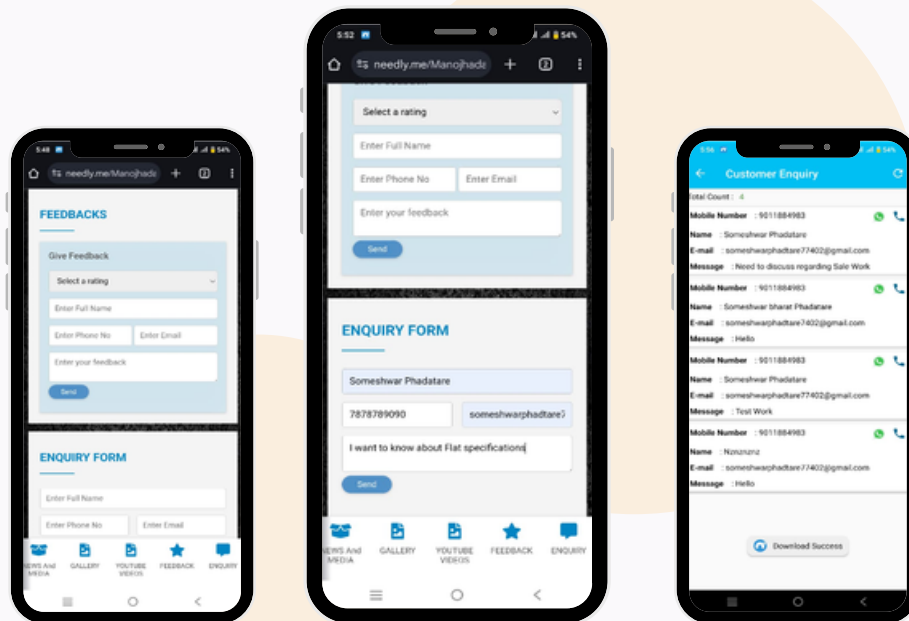 5:48
54%
needly.me/Manojhada
FEEDBACKS
Give Feedback
Select a rating
Enter Full Name
Enter Phone No
Enter Email
Enter your feedback
Send
ENQUIRY FORM
Enter Full Name
Enter Phone No
Enter Email
NEWS And
MEDIA
GALLERY
YOUTUBE
VIDEOS
FEEDBACK
ENQUIRY
5:52
54%
needly.me/Manojhada
2
Select a rating
Enter Full Name
Enter Phone No
Enter Email
Enter your feedback
Send
ENQUIRY FORM
Someshwar Phadatare
7878789090
someshwarphadtare7
I want to know about Flat specifications
Send
NEWS And
MEDIA
GALLERY
YOUTUBE
VIDEOS
FEEDBACK
ENQUIRY
5:56
54%
Customer Enquiry
Total Count : 4
Mobile Number : 9011884983
Name : Someshwar Phadatare
E-mail : someshwarphadtare77402@gmail.com
Message : Need to discuss regarding Sale Work
Mobile Number : 9011884983
Name : Someshwar bharat Phadatare
E-mail : someshwarphadtare7402@gmail.com
Message : Hello
Mobile Number : 9011884983
Name : Someshwar Phadatare
E-mail : someshwarphadtare77402@gmail.com
Message : Test Work
Mobile Number : 9011884983
Name : Nznznznz
E-mail : someshwarphadtare77402@gmail.com
Message : Hello
Download Success